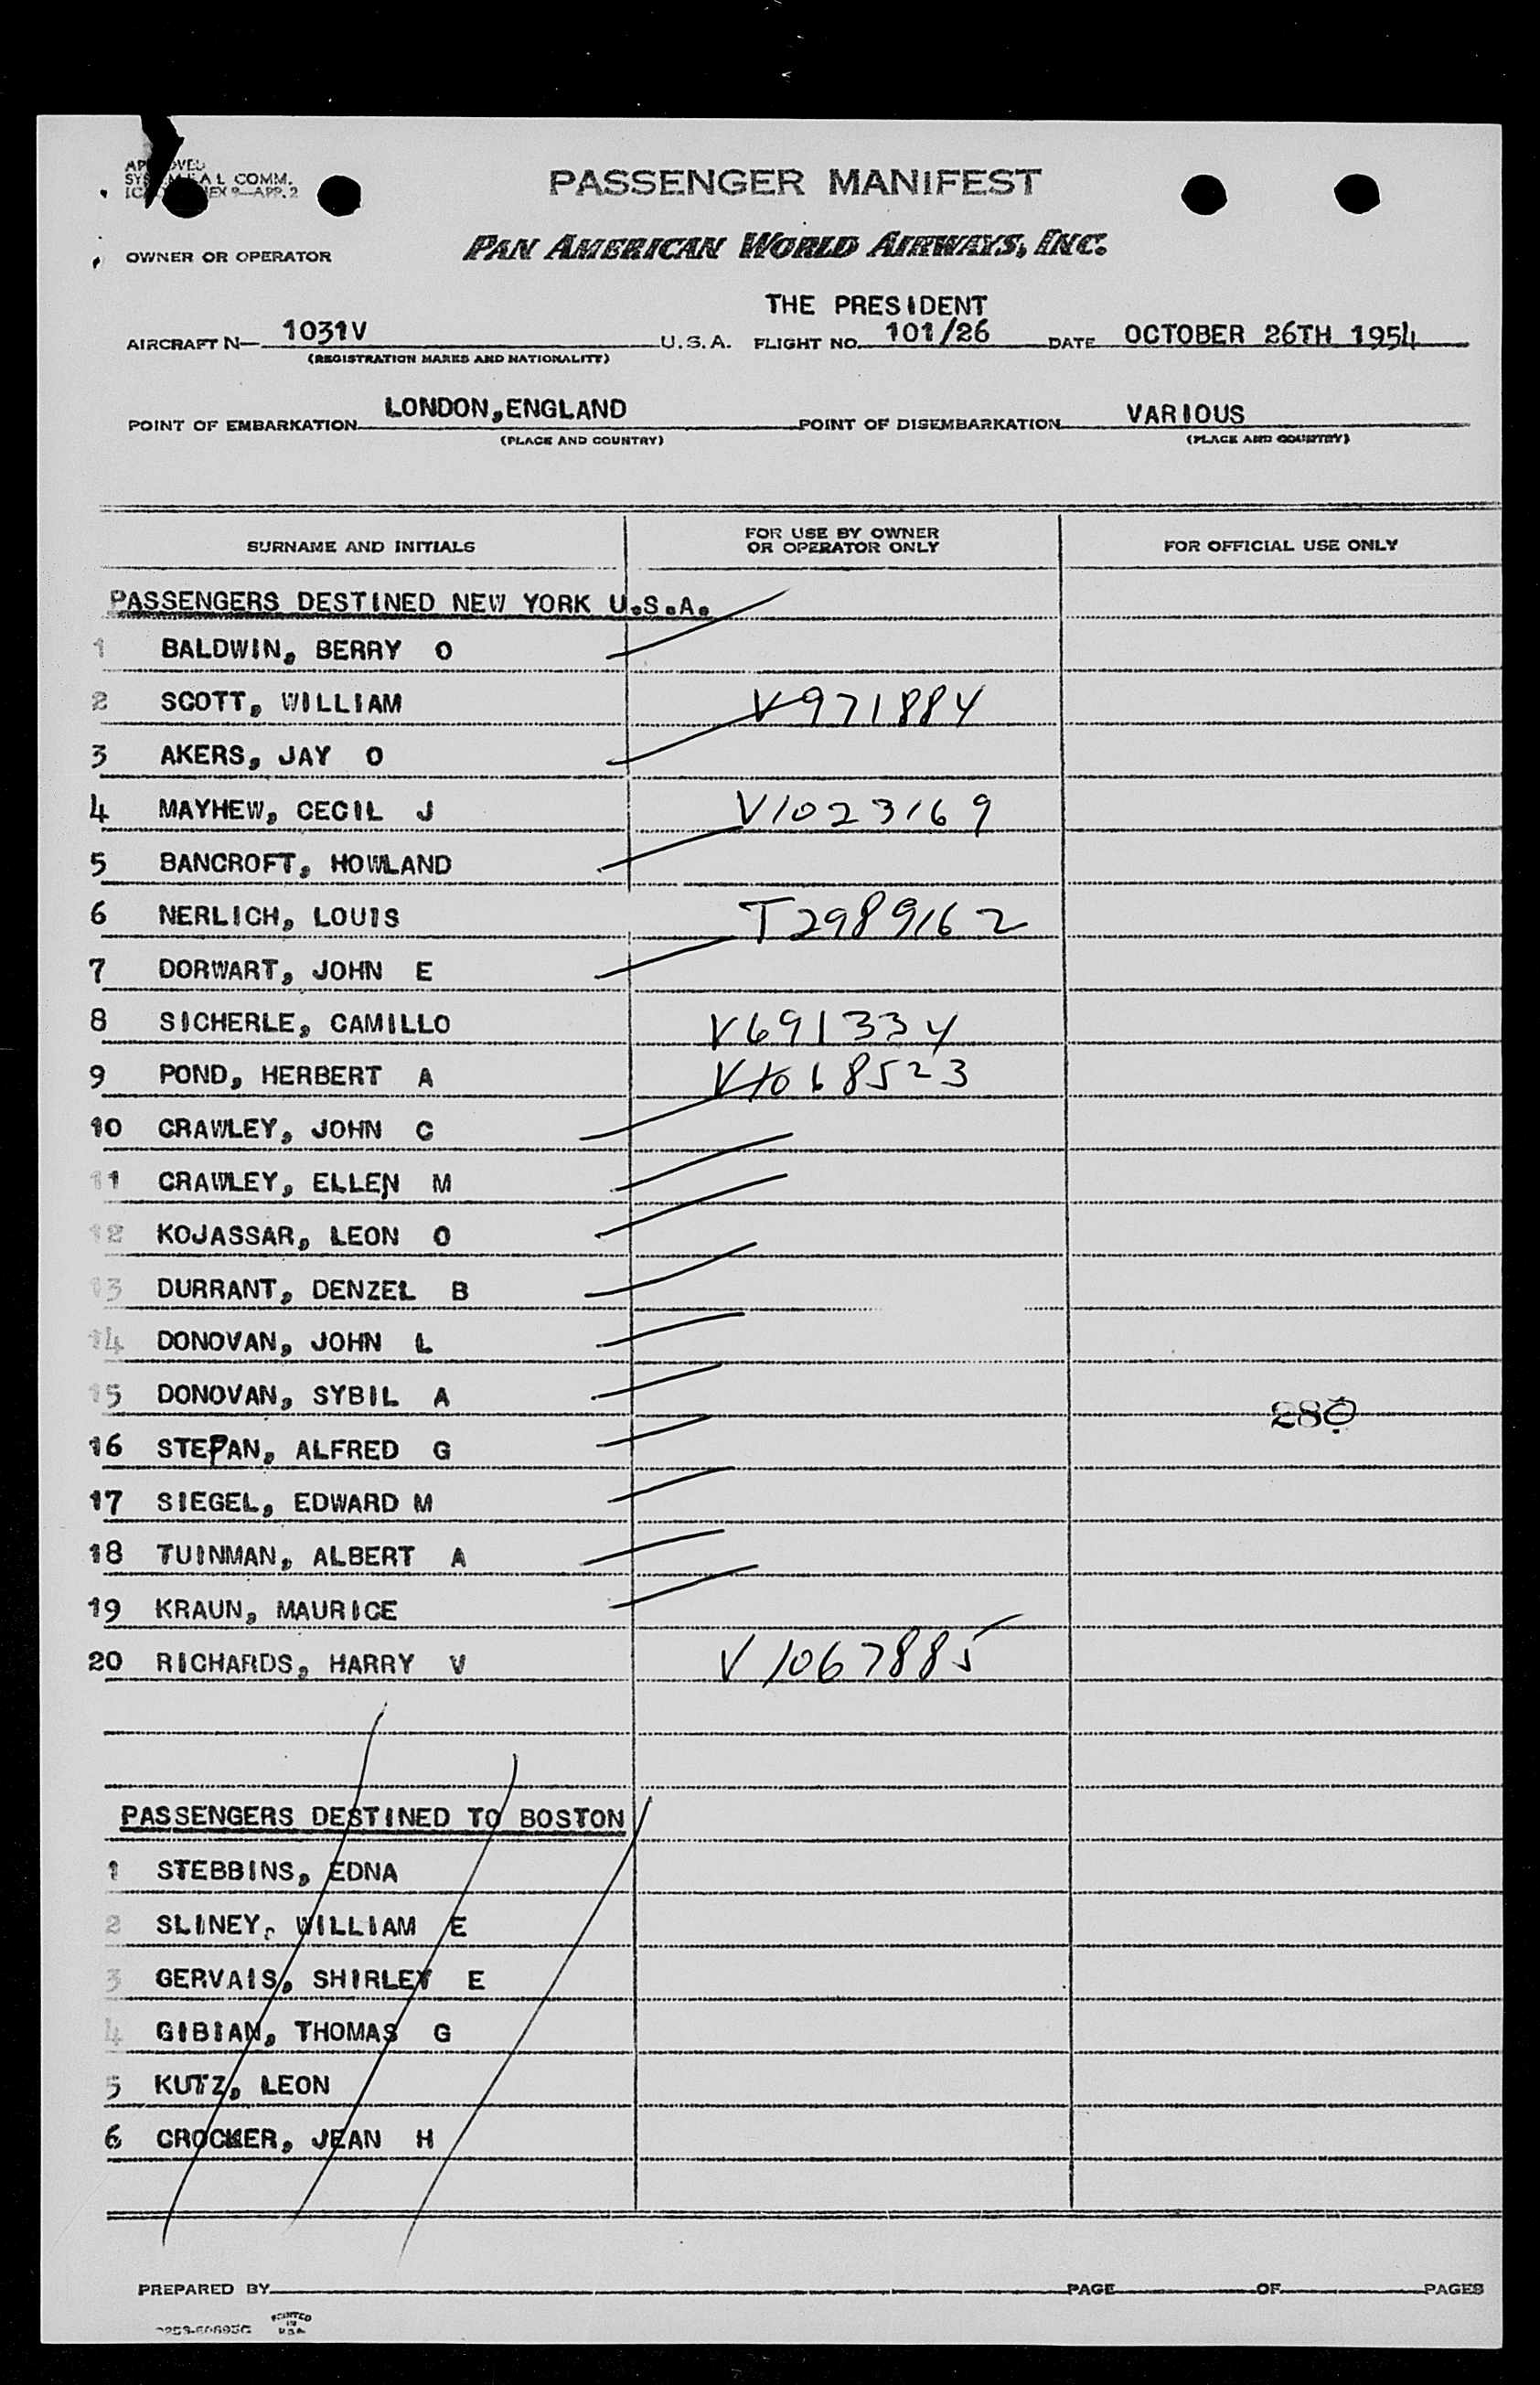 APPROVED
COMM.
EX 9—APP. 2
PASSENGER MANIFEST
OWNER OR OPERATOR PAN AMERICAN WORLD AIRWAYS, INC.
THE PRESIDENT
AIRCRAFT N— 1031V U.S.A. FLIGHT NO. 101/26 DATE OCTOBER 26TH 1954
(REGISTRATION MARKS AND NATIONALITY)
POINT OF EMBARKATION LONDON,ENGLAND POINT OF DISEMBARKATION VARIOUS
(PLACE AND COUNTRY) (PLACE AND COUNTRY)
SURNAME AND INITIALS FOR USE BY OWNER OR OPERATOR ONLY FOR OFFICIAL USE ONLY
PASSENGERS DESTINED NEW YORK U.S.A.
1 BALDWIN, BERRY O
2 SCOTT, WILLIAM V971884
3 AKERS, JAY O
4 MAYHEW, CECIL J V1023169
5 BANCROFT, HOWLAND
6 NERLICH, LOUIS T2989162
7 DORWART, JOHN E
8 SICHERLE, CAMILLO V691334
9 POND, HERBERT A V1068523
10 CRAWLEY, JOHN C
11 CRAWLEY, ELLEN M
12 KOJASSAR, LEON O
13 DURRANT, DENZEL B
14 DONOVAN, JOHN L
15 DONOVAN, SYBIL A 280
16 STEPAN, ALFRED G
17 SIEGEL, EDWARD M
18 TUINMAN, ALBERT A
19 KRAUN, MAURICE
20 RICHARDS, HARRY V V1067885
PASSENGERS DESTINED TO BOSTON
1 STEBBINS, EDNA
2 SLINEY, WILLIAM E
3 GERVAIS, SHIRLEY E
4 GIBIAN, THOMAS G
5 KUTZ, LEON
6 CROCKER, JEAN H
PREPARED BY PAGE OF PAGES
PRINTED IN U.S.A.